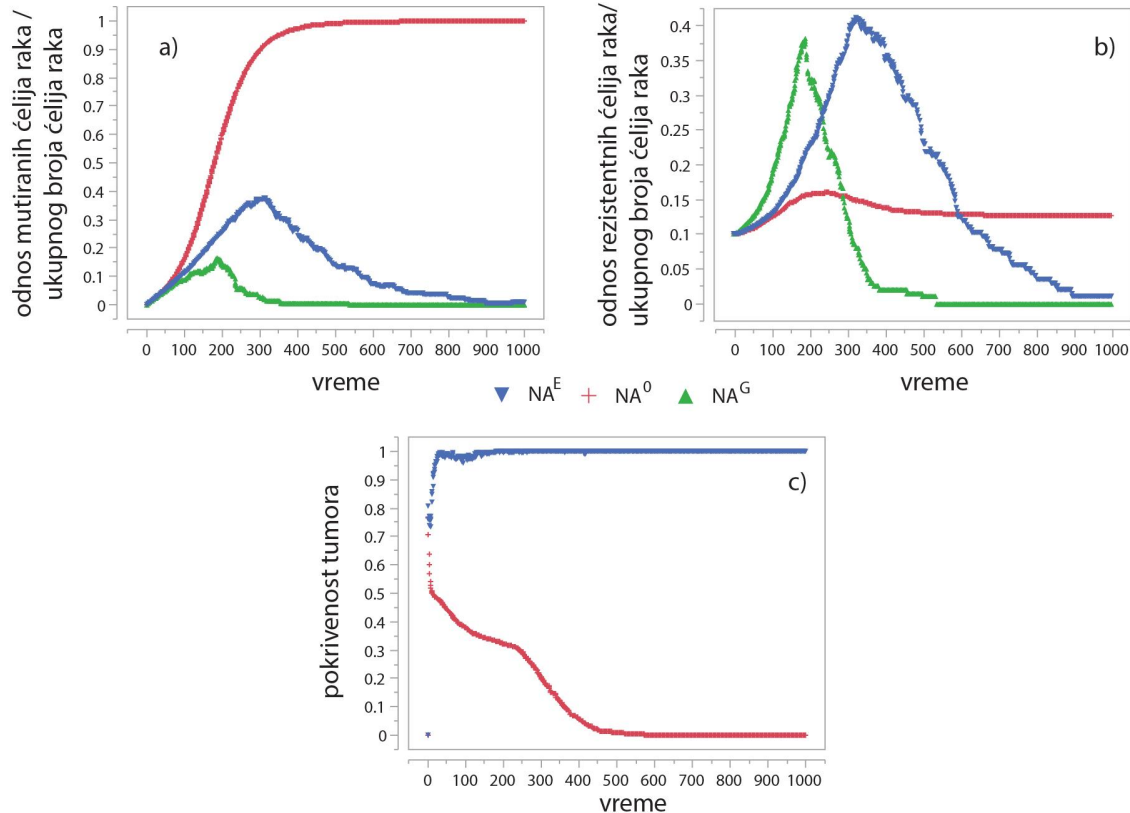 odnos mutiranih ćelija raka /
ukupnog broja ćelija raka
a)
1
0.9
0.8
0.7
0.6
0.5
0.4
0.3
0.2
0.1
0
0 100 200 300 400 500 600 700 800 900 1000
vreme
odnos rezistentnih ćelija raka/
ukupnog broja ćelija raka
b)
0.4
0.35
0.3
0.25
0.2
0.15
0.1
0.05
0
0 100 200 300 400 500 600 700 800 900 1000
vreme
NA^E NA^0 NA^G
pokrivenost tumora
c)
1
0.9
0.8
0.7
0.6
0.5
0.4
0.3
0.2
0.1
0
0 100 200 300 400 500 600 700 800 900 1000
vreme